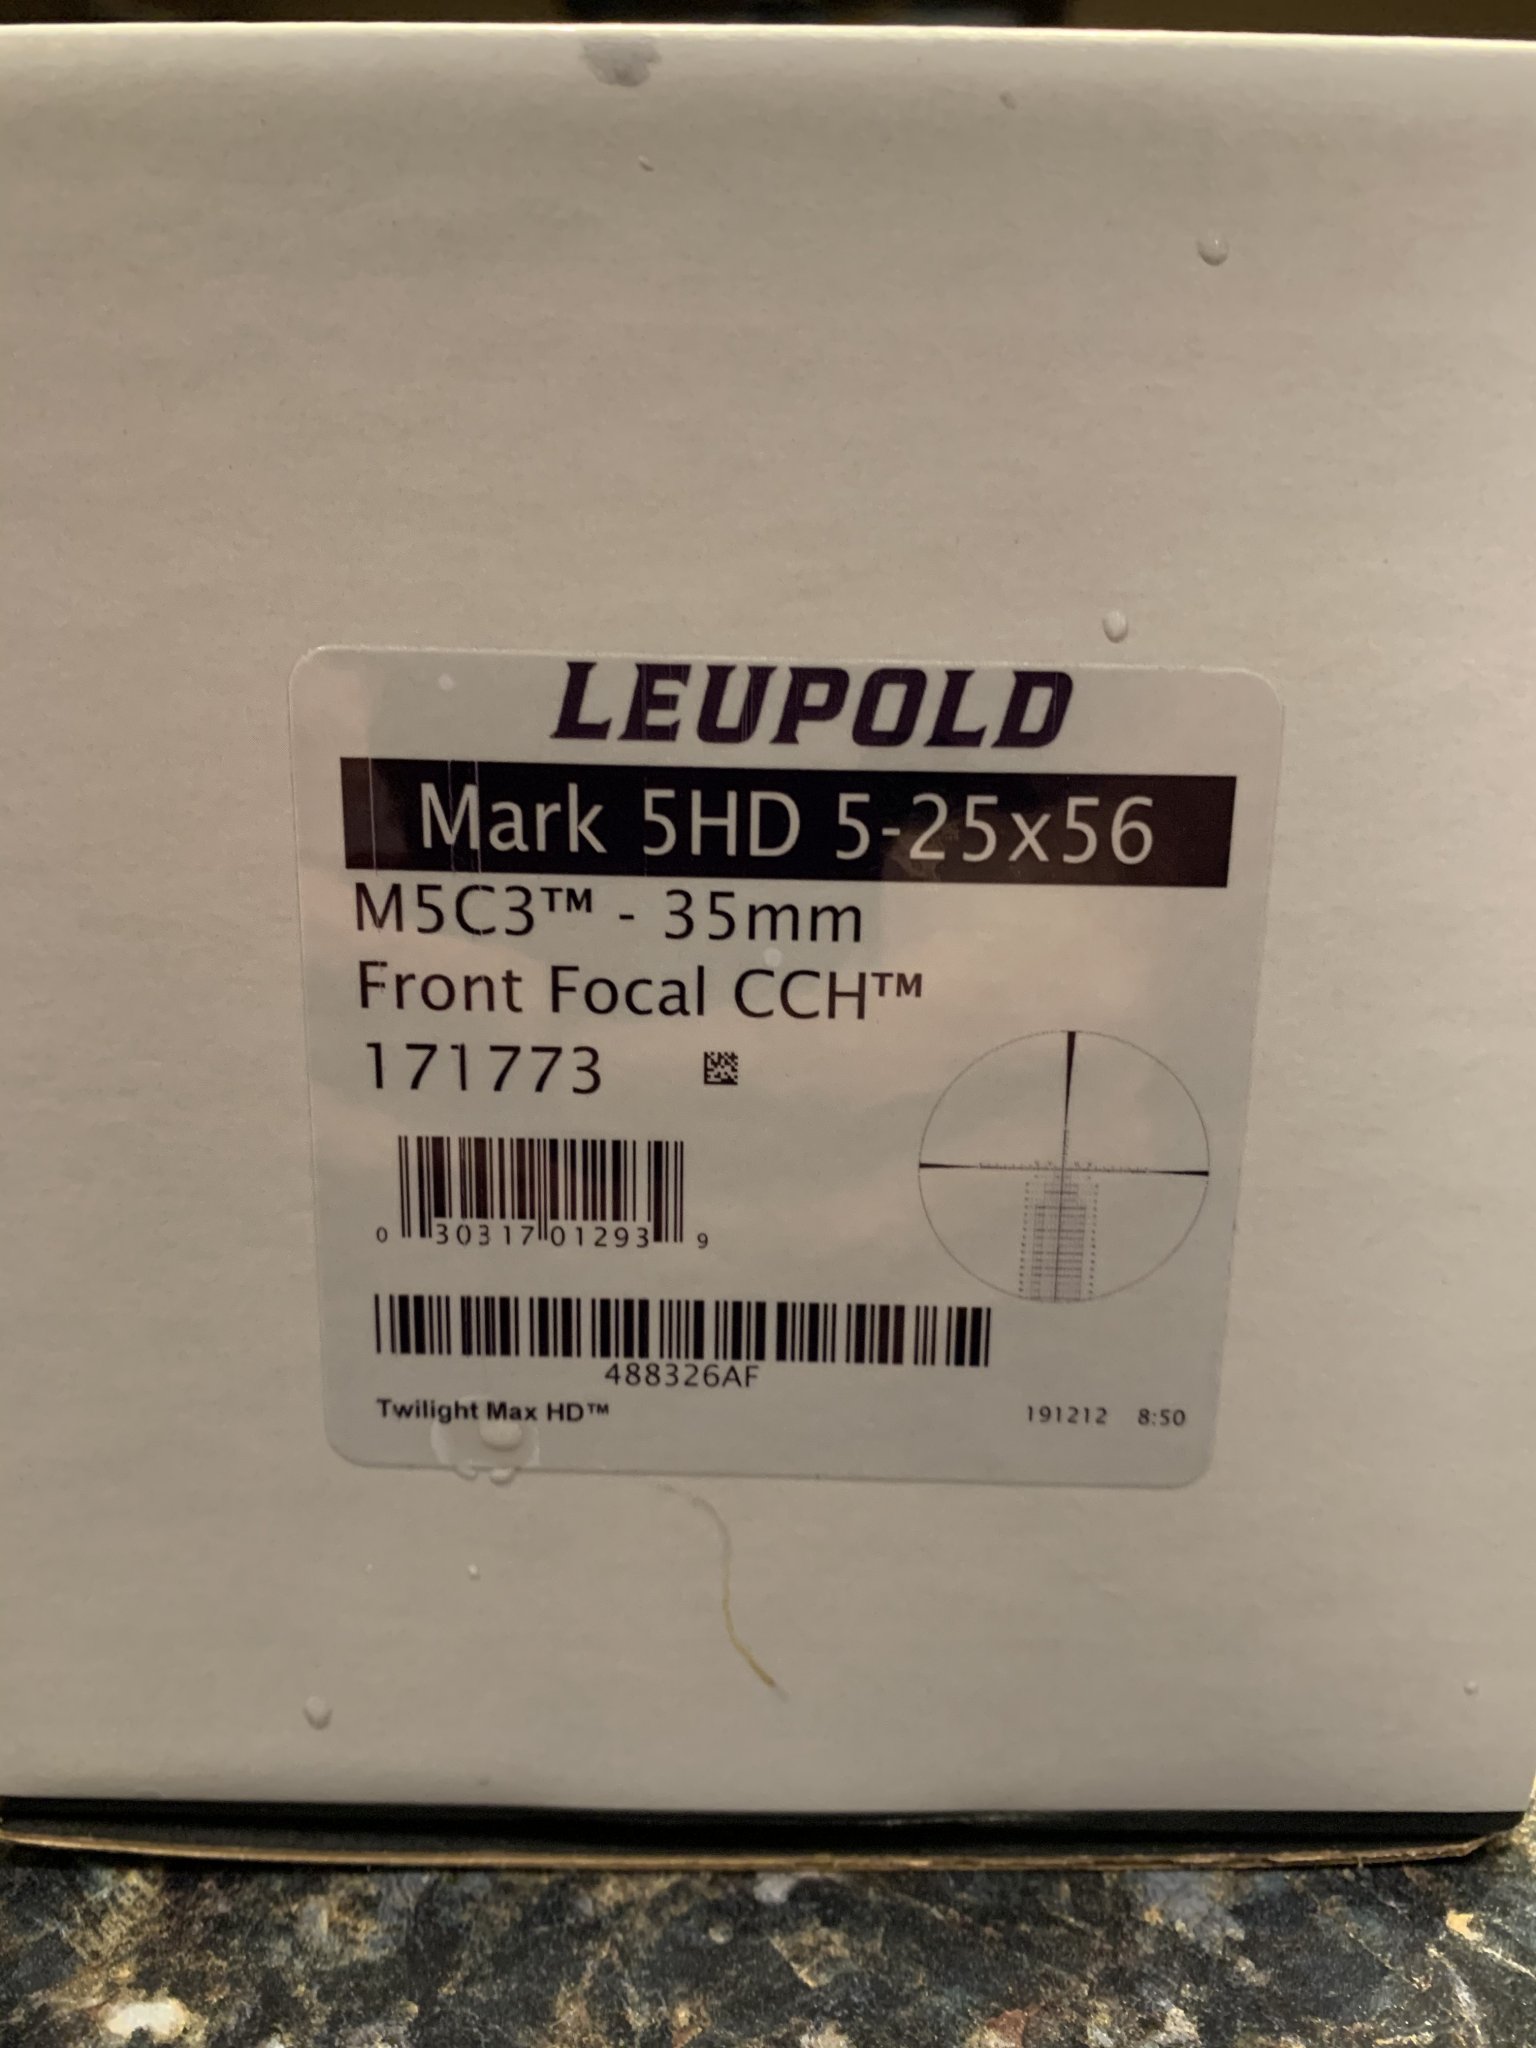 LEUPOLD
Mark 5HD 5-25x56
M5C3™ - 35mm
Front Focal CCH™
171773
0 30317 01293 9
488326AF
Twilight Max HD™ 191212 8:50